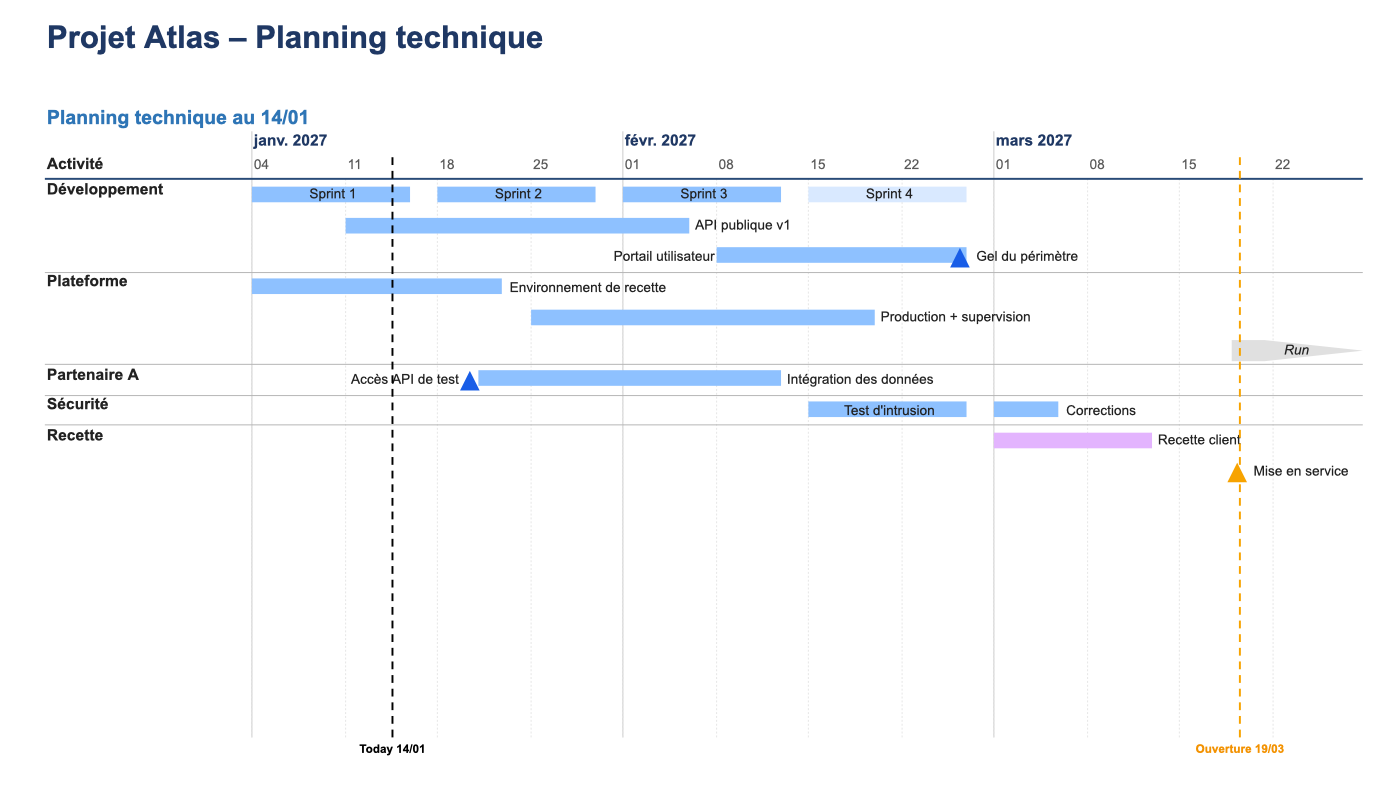 Projet Atlas – Planning technique
Planning technique au 14/01
janv. 2027 févr. 2027 mars 2027
Activité 04 11 18 25 01 08 15 22 01 08 15 22
Développement
Sprint 1 Sprint 2 Sprint 3 Sprint 4
API publique v1
Portail utilisateur Gel du périmètre
Plateforme
Environnement de recette
Production + supervision
Run
Partenaire A
Accès API de test Intégration des données
Sécurité
Test d'intrusion Corrections
Recette
Recette client
Mise en service
Today 14/01 Ouverture 19/03